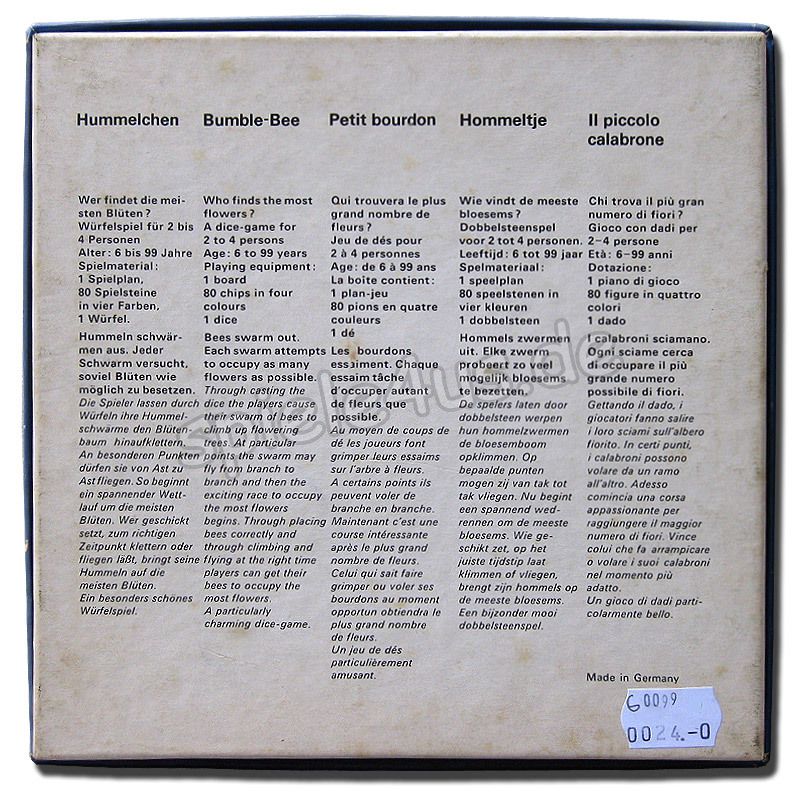 Hummelchen
Wer findet die mei-
sten Blüten?
Würfelspiel für 2 bis
4 Personen
Alter: 6 bis 99 Jahre
Spielmaterial:
1 Spielplan,
80 Spielsteine
in vier Farben,
1 Würfel.
Hummeln schwär-
men aus. Jeder
Schwarm versucht,
soviel Blüten wie
möglich zu besetzen.
Die Spieler lassen durch
Würfeln ihre Hummel-
schwärme den Blüten-
baum hinaufklettern.
An besonderen Punkten
dürfen sie von Ast zu
Ast fliegen. So beginnt
ein spannender Wett-
lauf um die meisten
Blüten. Wer geschickt
setzt, zum richtigen
Zeitpunkt klettern oder
fliegen läßt, bringt seine
Hummeln auf die
meisten Blüten.
Ein besonders schönes
Würfelspiel.
Bumble-Bee
Who finds the most
flowers?
A dice-game for
2 to 4 persons
Age: 6 to 99 years
Playing equipment:
1 board
80 chips in four
colours
1 dice
Bees swarm out.
Each swarm attempts
to occupy as many
flowers as possible.
Through casting the
dice the players cause
their swarm of bees to
climb up flowering
trees. At particular
points the swarm may
fly from branch to
branch and then the
exciting race to occupy
the most flowers
begins. Through placing
bees correctly and
through climbing and
flying at the right time
players can get their
bees to occupy the
most flowers.
A particularly
charming dice-game.
Petit bourdon
Qui trouvera le plus
grand nombre de
fleurs?
Jeu de dés pour
2 à 4 personnes
Age: de 6 à 99 ans
La boîte contient:
1 plan-jeu
80 pions en quatre
couleurs
1 dé
Les bourdons
essaiment. Chaque
essaim tâche
d'occuper autant
de fleurs que
possible.
Au moyen de coups de
dé les joueurs font
grimper leurs essaims
sur l'arbre à fleurs.
A certains points ils
peuvent voler de
branche en branche.
Maintenant c'est une
course intéressante
après le plus grand
nombre de fleurs.
Celui qui sait faire
grimper ou voler ses
bourdons au moment
opportun obtiendra le
plus grand nombre
de fleurs.
Un jeu de dés
particulièrement
amusant.
Hommeltje
Wie vindt de meeste
bloesems?
Dobbelsteenspel
voor 2 tot 4 personen.
Leeftijd: 6 tot 99 jaar
Spelmateriaal:
1 speelplan
80 speelstenen in
vier kleuren
1 dobbelsteen
Hommels zwermen
uit. Elke zwerm
probeert zo veel
mogelijk bloesems
te bezetten.
De spelers laten door
dobbelsteen werpen
hun hommelzwermen
de bloesemboom
opklimmen. Op
bepaalde punten
mogen zij van tak tot
tak vliegen. Nu begint
een spannend wed-
rennen om de meeste
bloesems. Wie ge-
schikt zet, op het
juiste tijdstip laat
klimmen of vliegen,
brengt zijn hommels op
de meeste bloesems.
Een bijzonder mooi
dobbelsteenspel.
Il piccolo
calabrone
Chi trova il più gran
numero di fiori?
Gioco con dadi per
2–4 persone
Età: 6–99 anni
Dotazione:
1 piano di gioco
80 figure in quattro
colori
1 dado
I calabroni sciamano.
Ogni sciame cerca
di occupare il più
grande numero
possibile di fiori.
Gettando il dado, i
giocatori fanno salire
i loro sciami sull'albero
fiorito. In certi punti,
i calabroni possono
volare da un ramo
all'altro. Adesso
comincia una corsa
appassionante per
raggiungere il maggior
numero di fiori. Vince
colui che fa arrampicare
o volare i suoi calabroni
nel momento più
adatto.
Un gioco di dadi parti-
colarmente bello.
Made in Germany
G0099
0024.-0
spiele4us.de